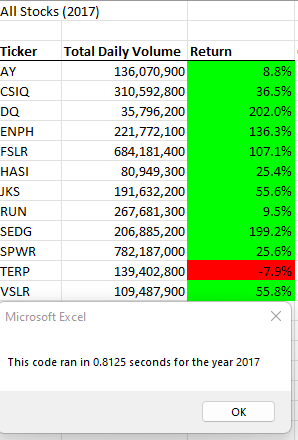 All Stocks (2017)
Ticker Total Daily Volume Return
AY 136,070,900 8.8%
CSIQ 310,592,800 36.5%
DQ 35,796,200 202.0%
ENPH 221,772,100 136.3%
FSLR 684,181,400 107.1%
HASI 80,949,300 25.4%
JKS 191,632,200 55.6%
RUN 267,681,300 9.5%
SEDG 206,885,200 199.2%
SPWR 782,187,000 25.6%
TERP 139,402,800 -7.9%
VSLR 109,487,900 55.8%
Microsoft Excel
This code ran in 0.8125 seconds for the year 2017
OK